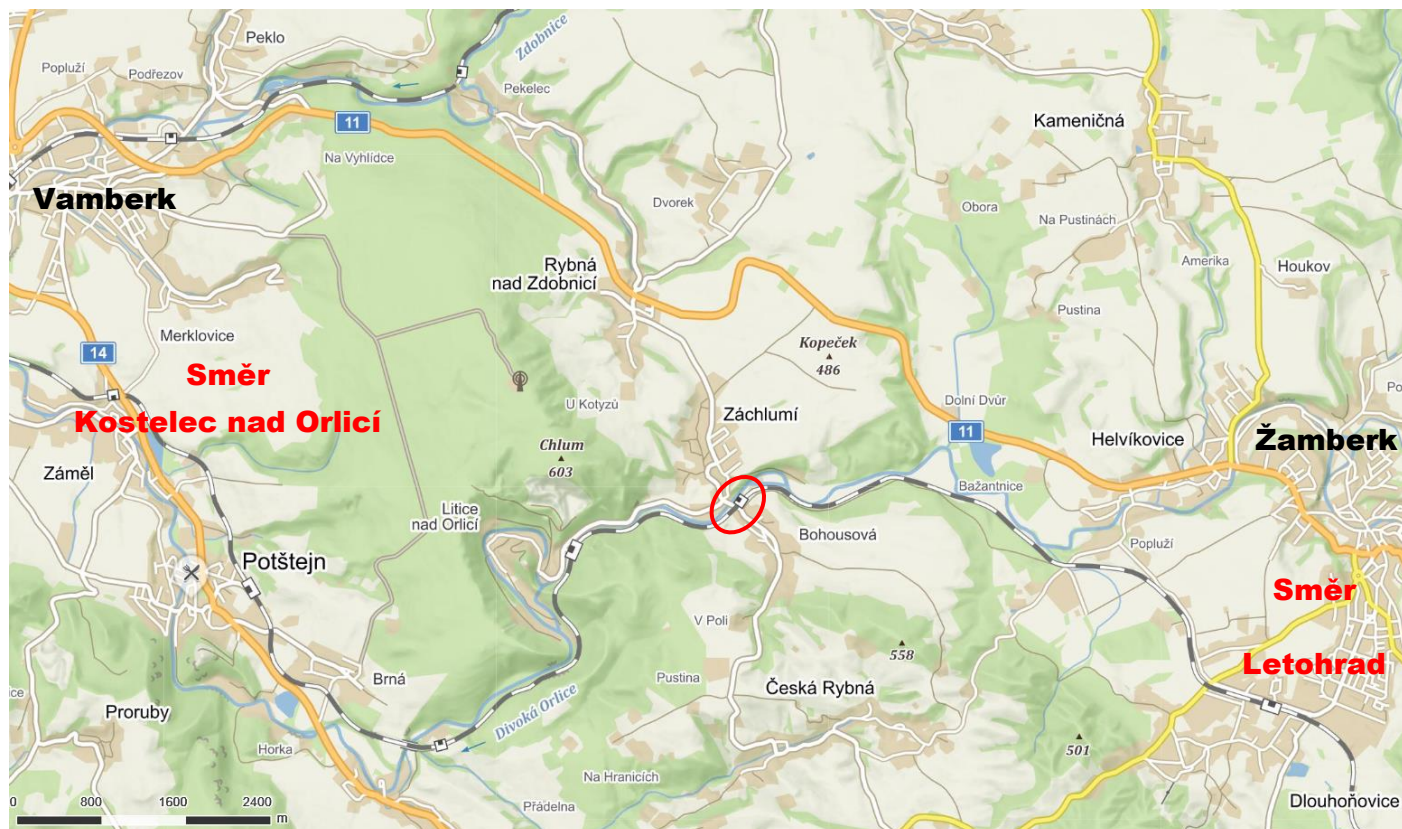 Peklo
Zdobnice
Popluží
Podřezov
Pekelec
11
Kameničná
Na Vyhlídce
Vamberk
Dvorek
Obora
Na Pustinách
Rybná
nad Zdobnicí
Amerika
Houkov
Pustina
Merklovice
14
Kopeček
486
Směr
Kostelec nad Orlicí
U Kotyzů
Záchlumí
Dolní Dvůr
11
Helvíkovice
Žamberk
Chlum
603
Záměl
Litice
nad Orlicí
Bažantnice
Bohousová
Popluží
Potštejn
Směr
Letohrad
V Poli
558
Pustina
Česká Rybná
Brná
Proruby
Divoká Orlice
Horka
501
Na Hranicích
Přádelna
Dlouhoňovice
0 800 1600 2400
m